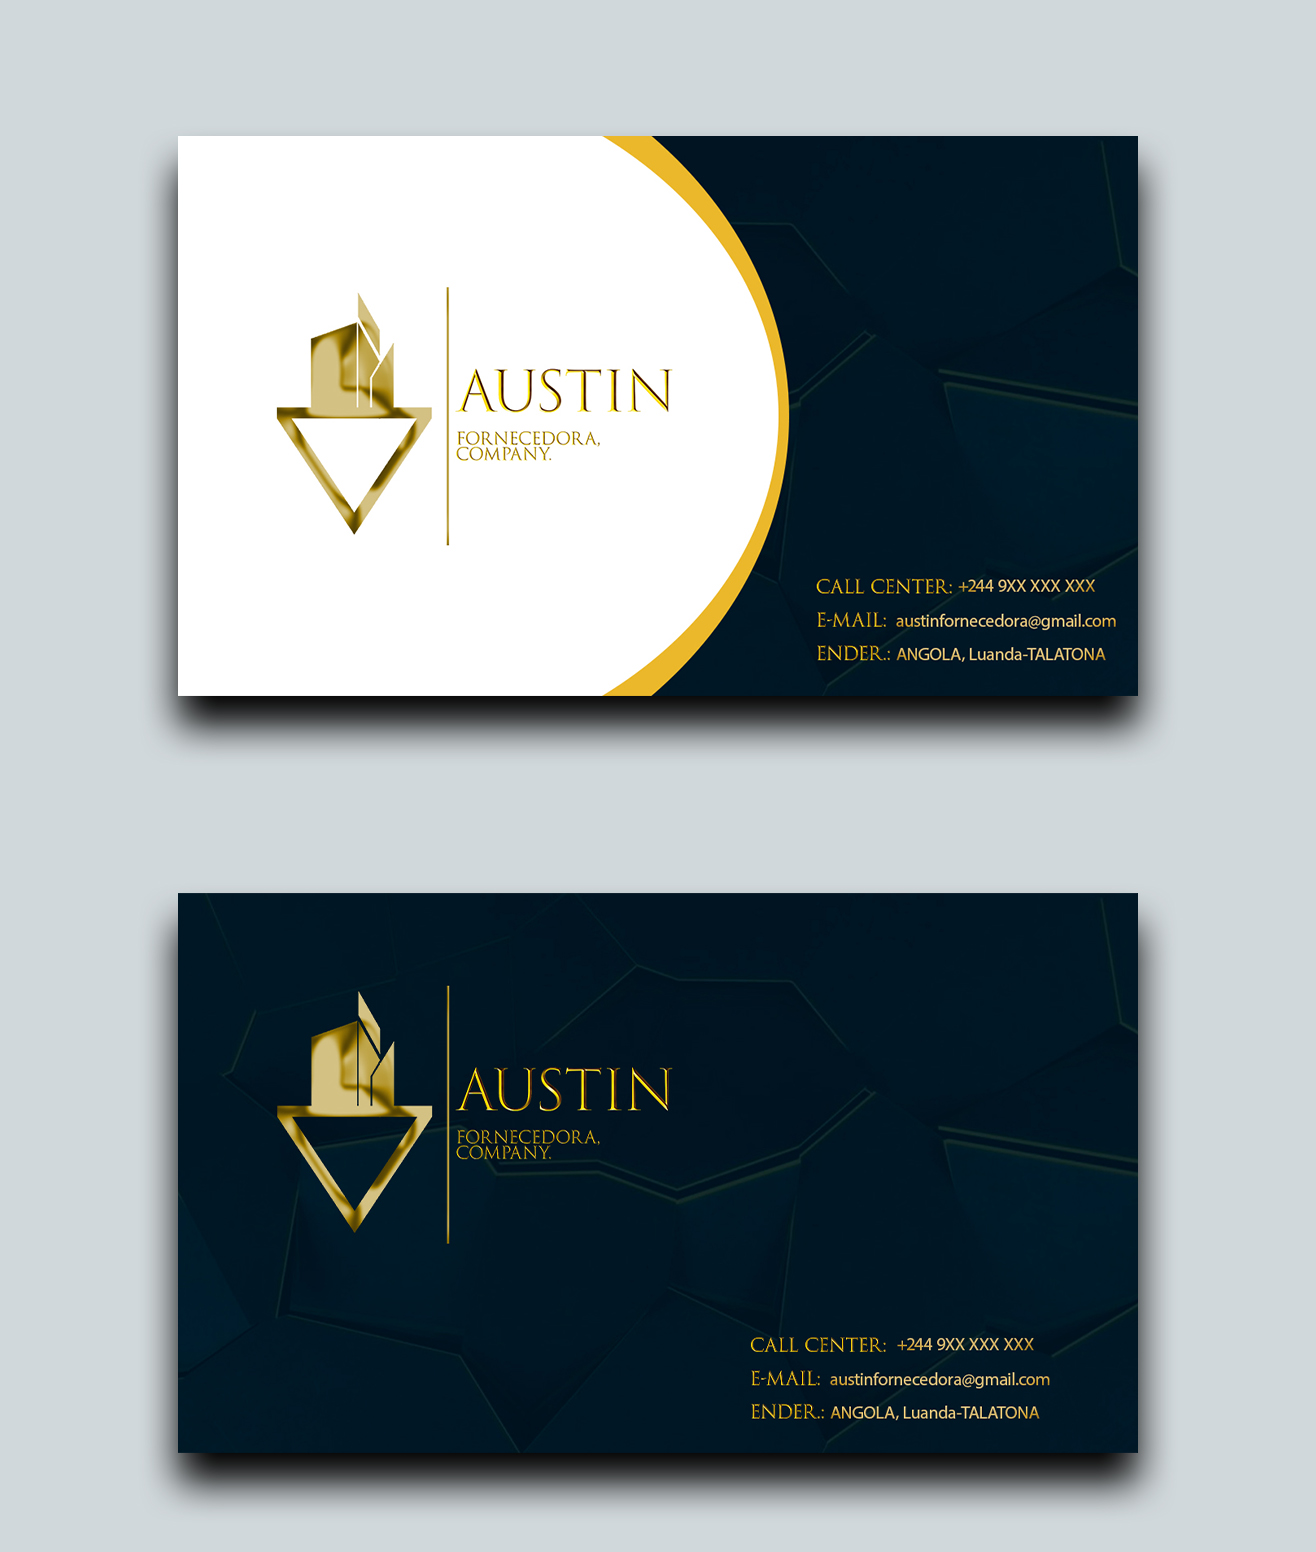 AUSTIN
FORNECEDORA,
COMPANY.
CALL CENTER: +244 9XX XXX XXX
E-MAIL: austinfornecedora@gmail.com
ENDER.: ANGOLA, Luanda-TALATONA
AUSTIN
FORNECEDORA,
COMPANY.
CALL CENTER: +244 9XX XXX XXX
E-MAIL: austinfornecedora@gmail.com
ENDER.: ANGOLA, Luanda-TALATONA